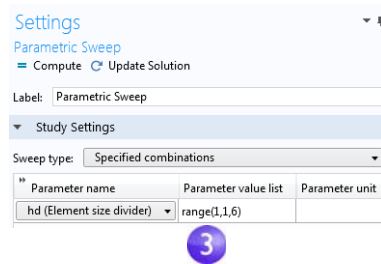 Settings
Parametric Sweep
= Compute Update Solution
Label: Parametric Sweep
Study Settings
Sweep type: Specified combinations
Parameter name Parameter value list Parameter unit
hd (Element size divider) range(1,1,6)
3